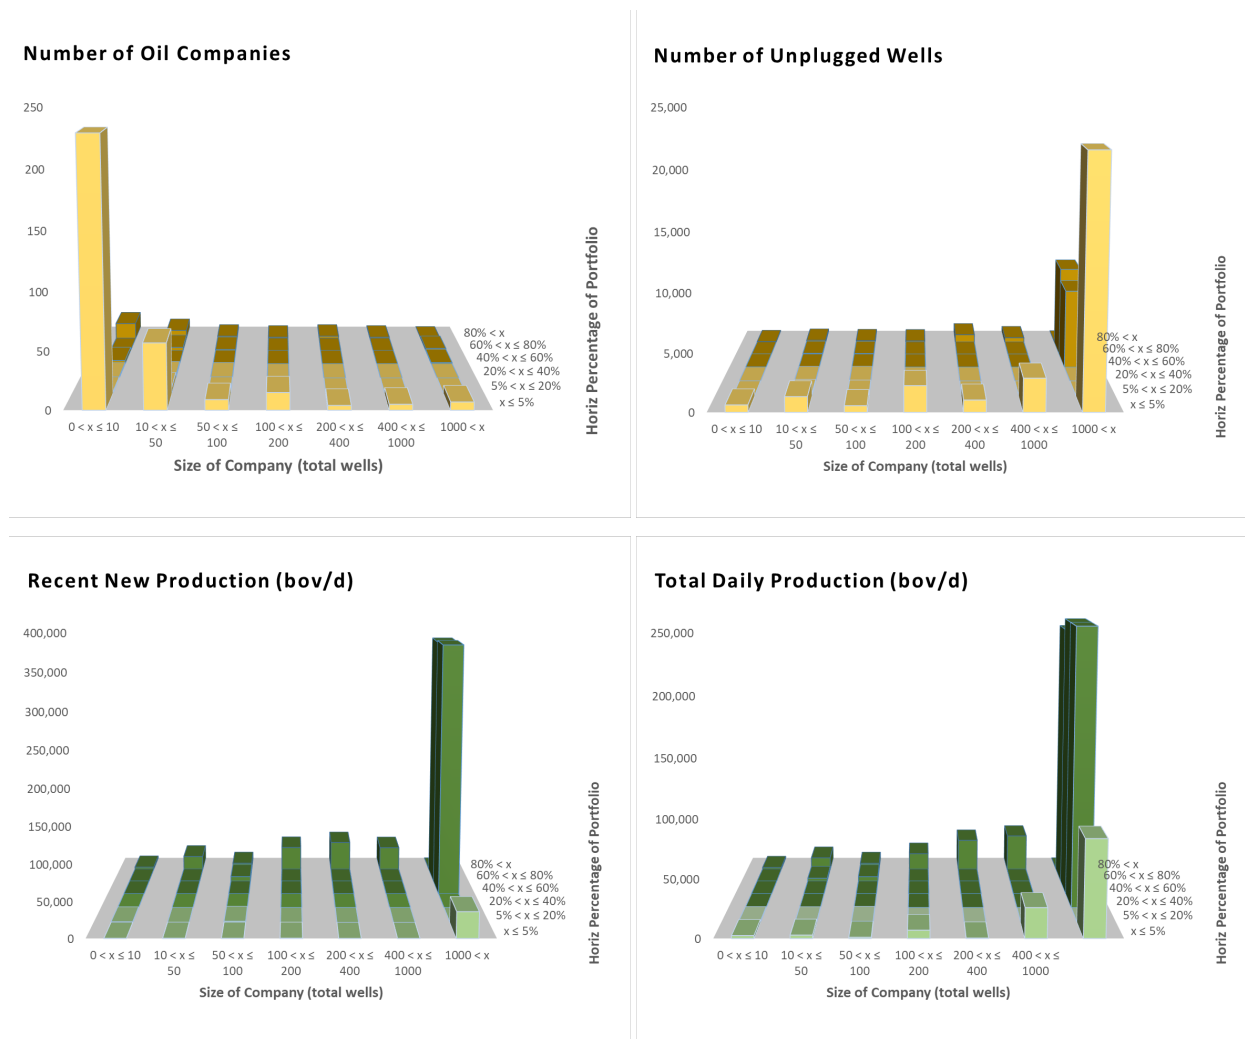 Number of Oil Companies
250
200
150
100
50
0
80% < x
60% < x ≤ 80%
40% < x ≤ 60%
20% < x ≤ 40%
5% < x ≤ 20%
x ≤ 5%
0 < x ≤ 10
10 < x ≤
50
50 < x ≤
100
100 < x ≤
200
200 < x ≤
400
400 < x ≤
1000
1000 < x
Size of Company (total wells)
Horiz Percentage of Portfolio
Number of Unplugged Wells
25,000
20,000
15,000
10,000
5,000
0
80% < x
60% < x ≤ 80%
40% < x ≤ 60%
20% < x ≤ 40%
5% < x ≤ 20%
x ≤ 5%
0 < x ≤ 10
10 < x ≤
50
50 < x ≤
100
100 < x ≤
200
200 < x ≤
400
400 < x ≤
1000
1000 < x
Size of Company (total wells)
Horiz Percentage of Portfolio
Recent New Production (bov/d)
400,000
350,000
300,000
250,000
200,000
150,000
100,000
50,000
0
80% < x
60% < x ≤ 80%
40% < x ≤ 60%
20% < x ≤ 40%
5% < x ≤ 20%
x ≤ 5%
0 < x ≤ 10
10 < x ≤
50
50 < x ≤
100
100 < x ≤
200
200 < x ≤
400
400 < x ≤
1000
1000 < x
Size of Company (total wells)
Horiz Percentage of Portfolio
Total Daily Production (bov/d)
250,000
200,000
150,000
100,000
50,000
0
80% < x
60% < x ≤ 80%
40% < x ≤ 60%
20% < x ≤ 40%
5% < x ≤ 20%
x ≤ 5%
0 < x ≤ 10
10 < x ≤
50
50 < x ≤
100
100 < x ≤
200
200 < x ≤
400
400 < x ≤
1000
Size of Company (total wells)
Horiz Percentage of Portfolio